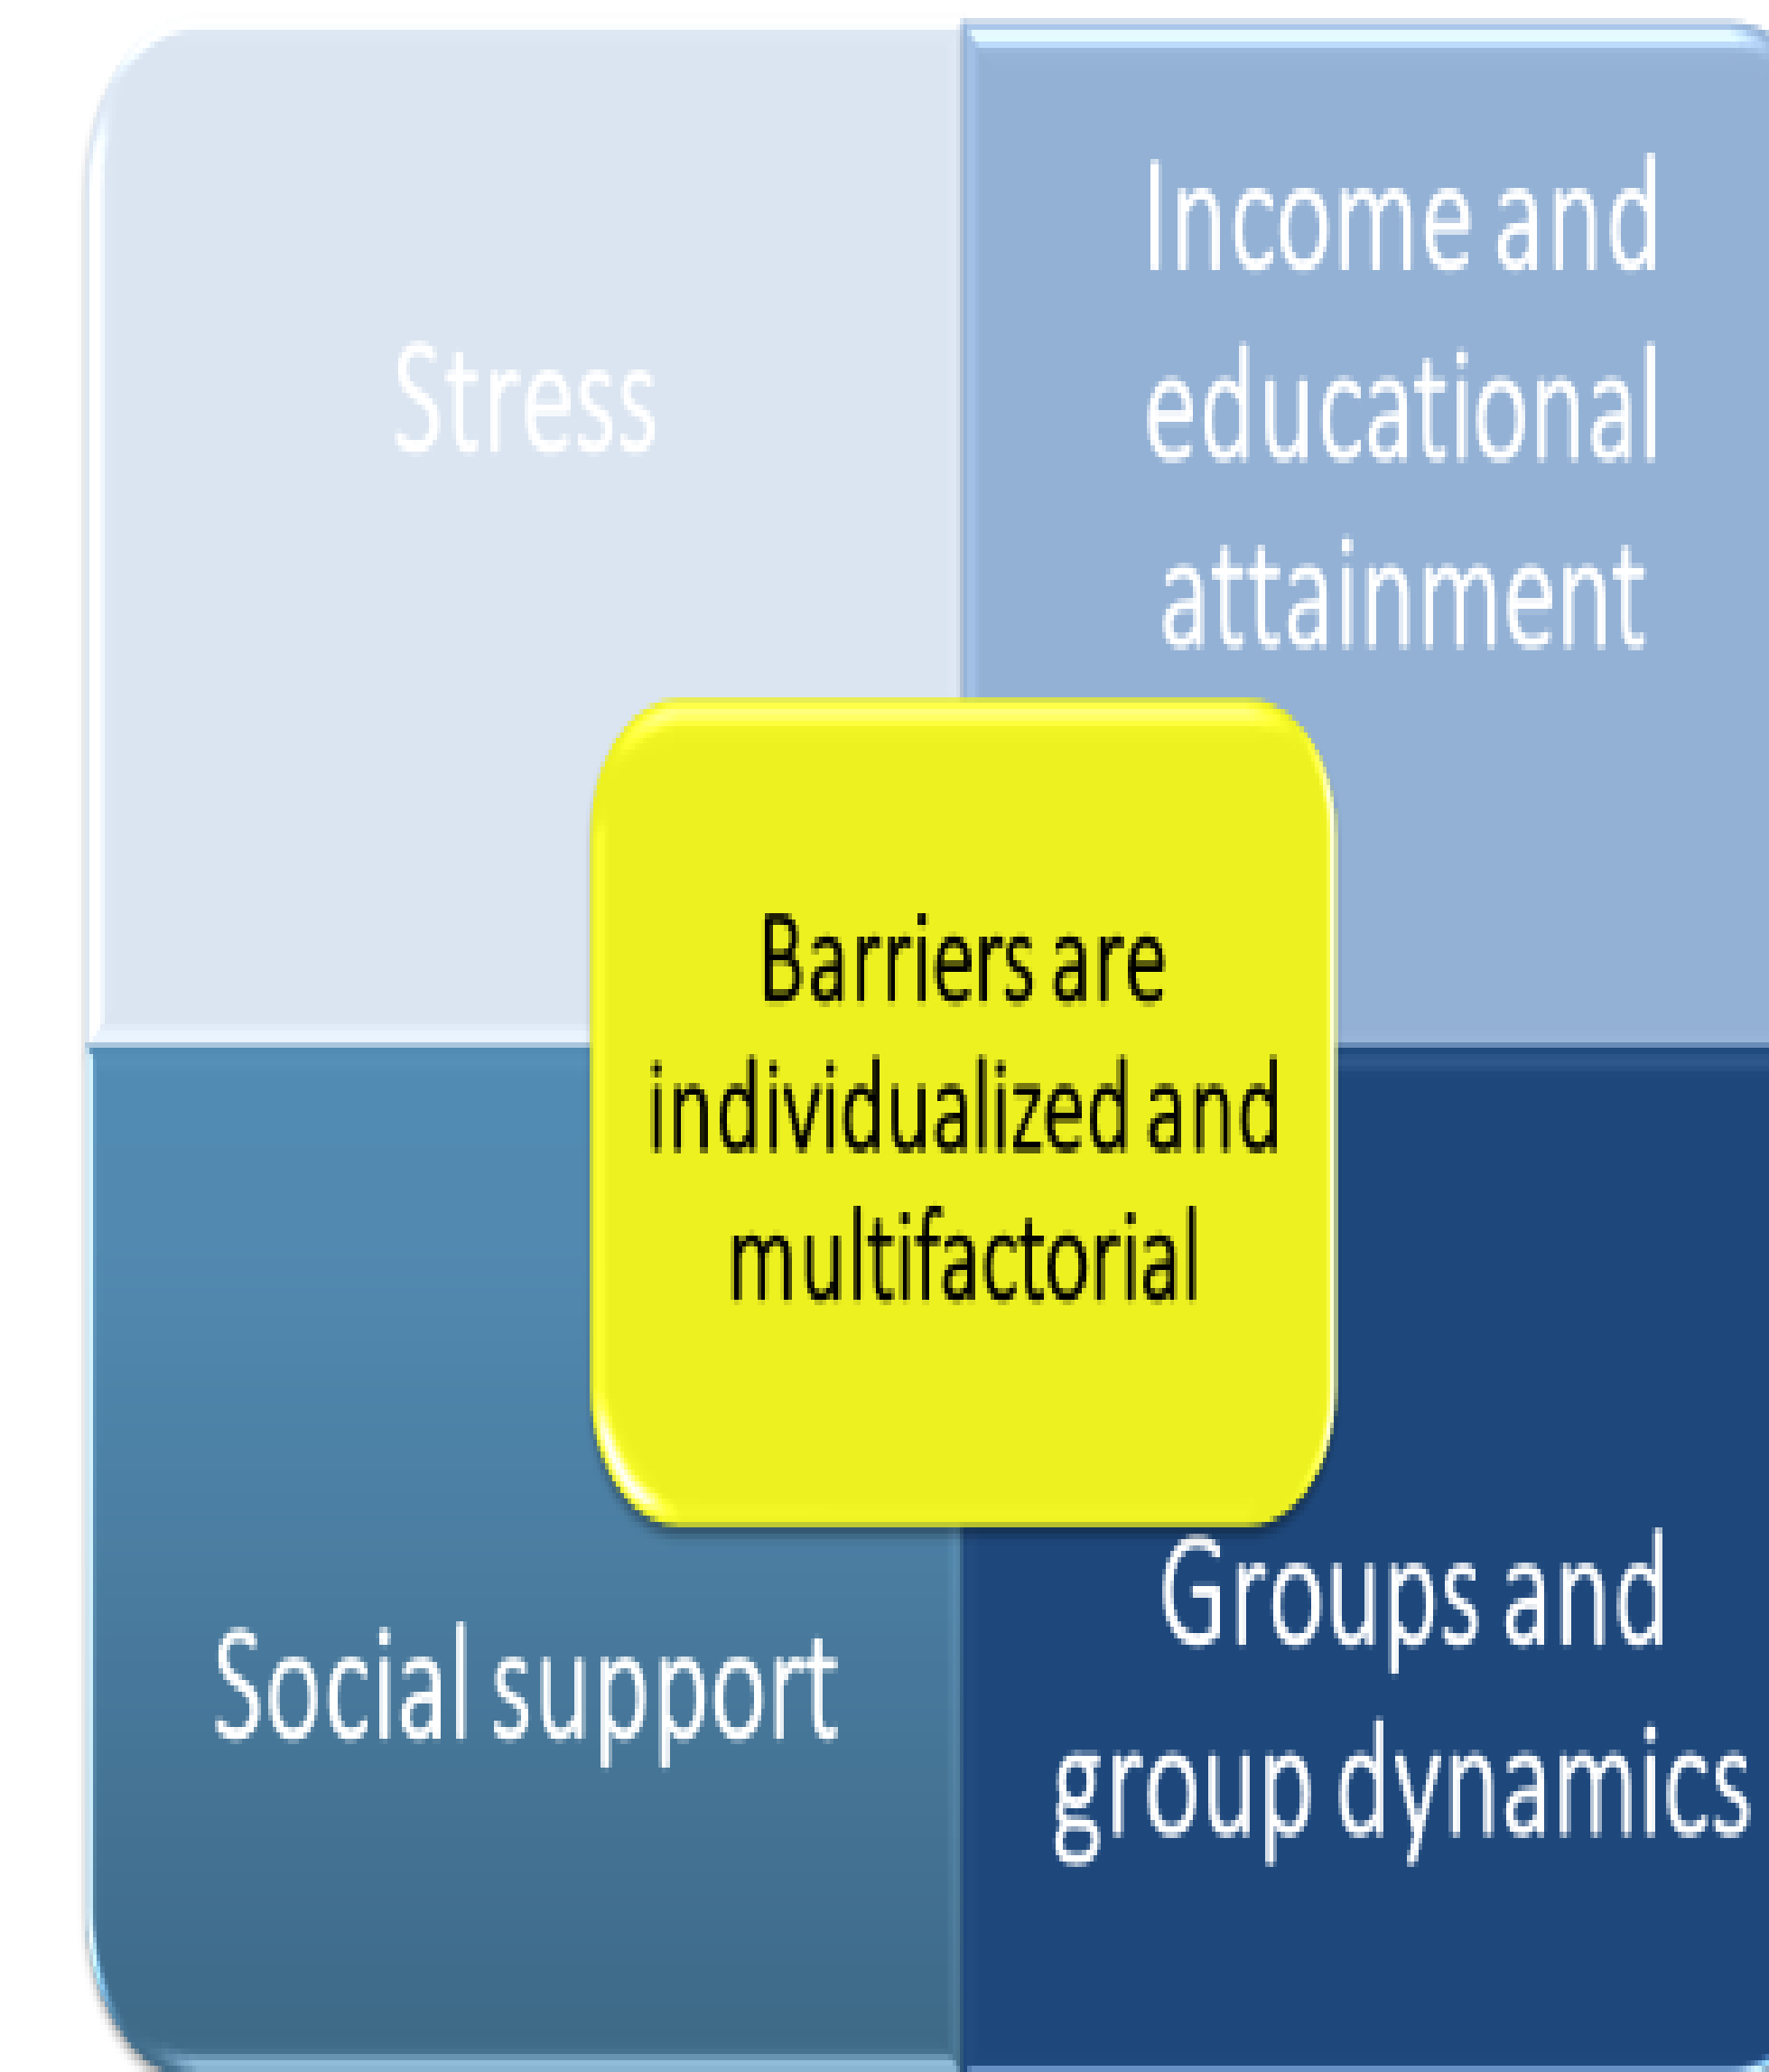 Stress
Income and
educational
attainment
Barriers are
individualized and
multifactorial
Social support
Groups and
group dynamics